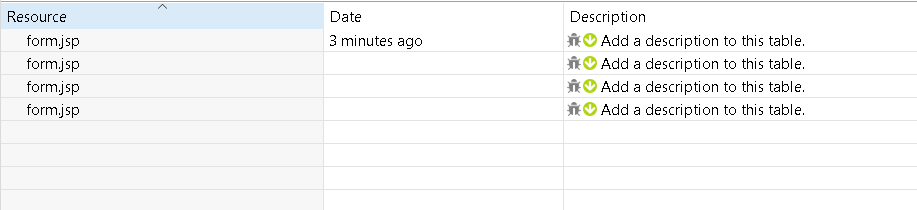 Resource Date Description
form.jsp 3 minutes ago Add a description to this table.
form.jsp Add a description to this table.
form.jsp Add a description to this table.
form.jsp Add a description to this table.